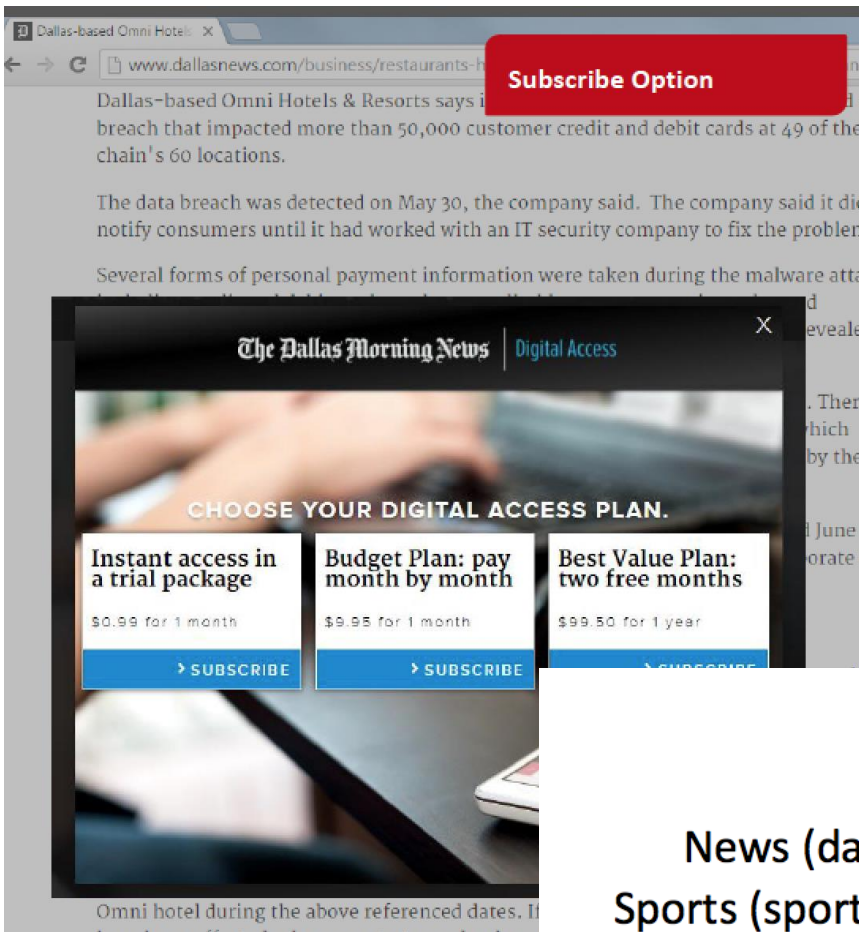 Dallas-based Omni Hotels
www.dallasnews.com/business/restaurants-h
Subscribe Option
Dallas-based Omni Hotels & Resorts says i
breach that impacted more than 50,000 customer credit and debit cards at 49 of the
chain's 60 locations.
The data breach was detected on May 30, the company said. The company said it di
notify consumers until it had worked with an IT security company to fix the problem
Several forms of personal payment information were taken during the malware atta
d
eveale
The Dallas Morning News | Digital Access
X
. Ther
which
by the
CHOOSE YOUR DIGITAL ACCESS PLAN.
d June
orate
Instant access in
a trial package
$0.99 for 1 month
> SUBSCRIBE
Budget Plan: pay
month by month
$9.95 for 1 month
> SUBSCRIBE
Best Value Plan:
two free months
$99.50 for 1 year
> SUBSCRIBE
News (da
Sports (sport
Omni hotel during the above referenced dates. If